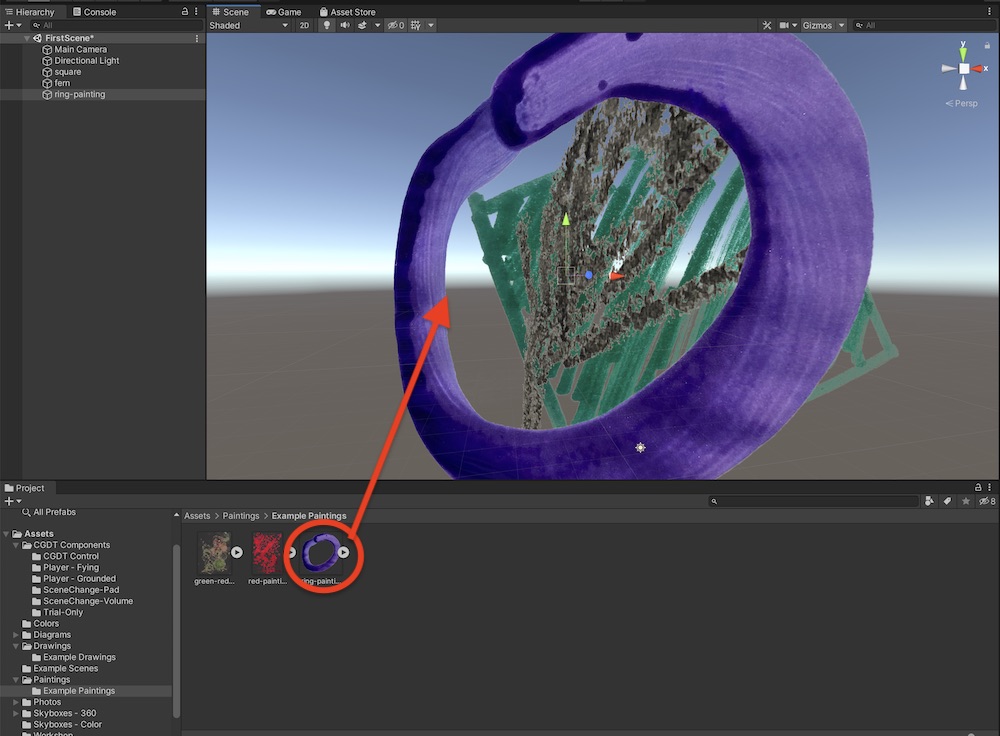 Hierarchy Console
All
FirstScene*
Main Camera
Directional Light
square
fern
ring-painting
Scene Game Asset Store
Shaded 2D 0 Gizmos All
y
x
Persp
Project
8
All Prefabs
Assets > Paintings > Example Paintings
Assets
CGDT Components
CGDT Control
Player - Fying
Player - Grounded
SceneChange-Pad
SceneChange-Volume
Trial-Only
Colors
Diagrams
Drawings
Example Drawings
Example Scenes
Paintings
Example Paintings
Photos
Skyboxes - 360
Skyboxes - Color
Workshop
green-red... red-painti... ring-painti...